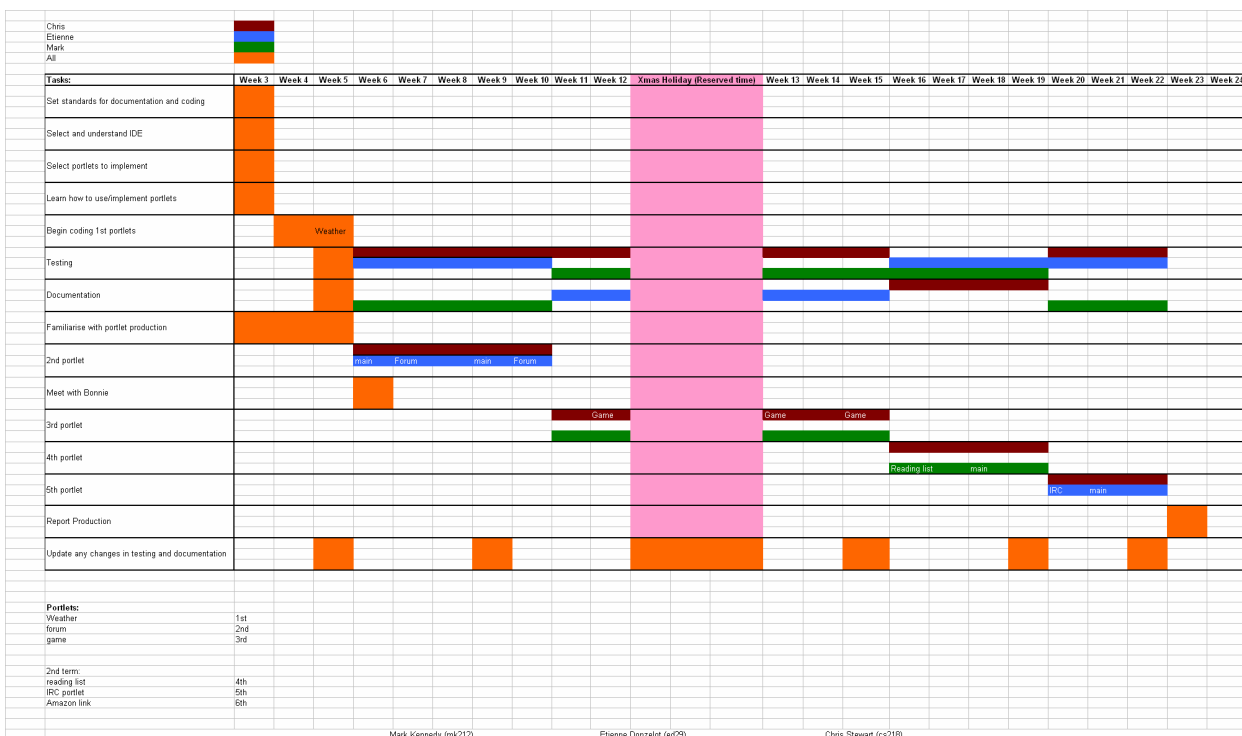 Chris
Etienne
Mark
All
Tasks: Week 3 Week 4 Week 5 Week 6 Week 7 Week 8 Week 9 Week 10 Week 11 Week 12 Xmas Holiday (Reserved time) Week 13 Week 14 Week 15 Week 16 Week 17 Week 18 Week 19 Week 20 Week 21 Week 22 Week 23 Week 24
Set standards for documentation and coding
Select and understand IDE
Select portlets to implement
Learn how to use/implement portlets
Begin coding 1st portlets Weather
Testing
Documentation
Familiarise with portlet production
2nd portlet main Forum main Forum
Meet with Bonnie
3rd portlet Game Game Game
4th portlet Reading list main
5th portlet IRC main
Report Production
Update any changes in testing and documentation
Portlets:
Weather 1st
forum 2nd
game 3rd
2nd term:
reading list 4th
IRC portlet 5th
Amazon link 6th
Mark Kennedy (mk212) Etienne Donzelot (ed29) Chris Stewart (cs218)